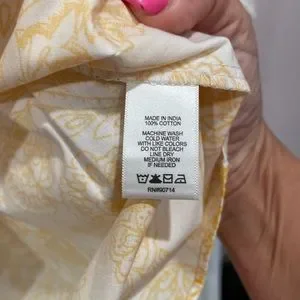 MADE IN INDIA
100% COTTON
MACHINE WASH
COLD WATER
WITH LIKE COLORS
DO NOT BLEACH
LINE DRY
MEDIUM IRON
IF NEEDED
RN#90714